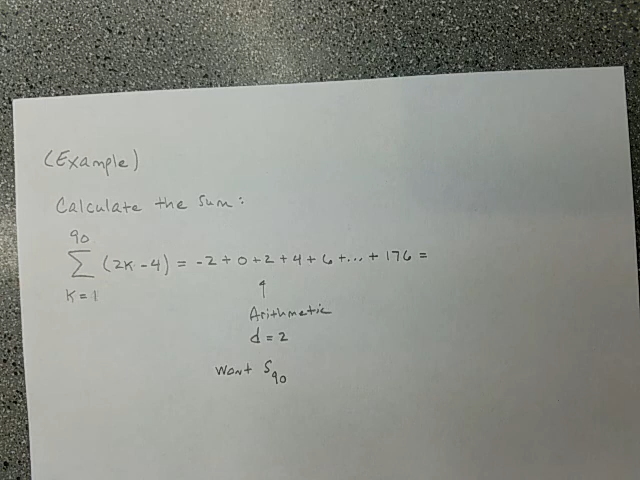 (Example)
Calculate the sum:
90
∑ (2K-4) = -2+0+2+4+6+...+176=
K=1
↑
Arithmetic
d=2
Want S₉₀